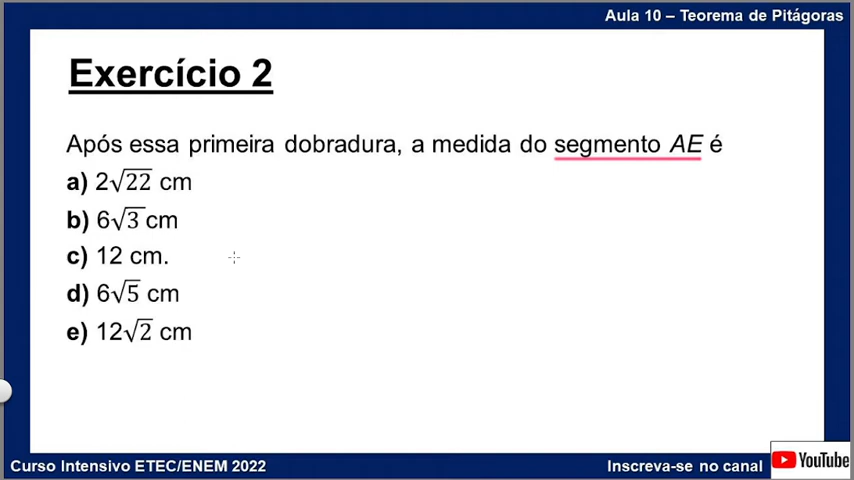 Aula 10 – Teorema de Pitágoras
Exercício 2
Após essa primeira dobradura, a medida do segmento AE é
a) 2√22 cm
b) 6√3 cm
c) 12 cm.
d) 6√5 cm
e) 12√2 cm
Curso Intensivo ETEC/ENEM 2022
Inscreva-se no canal
YouTube